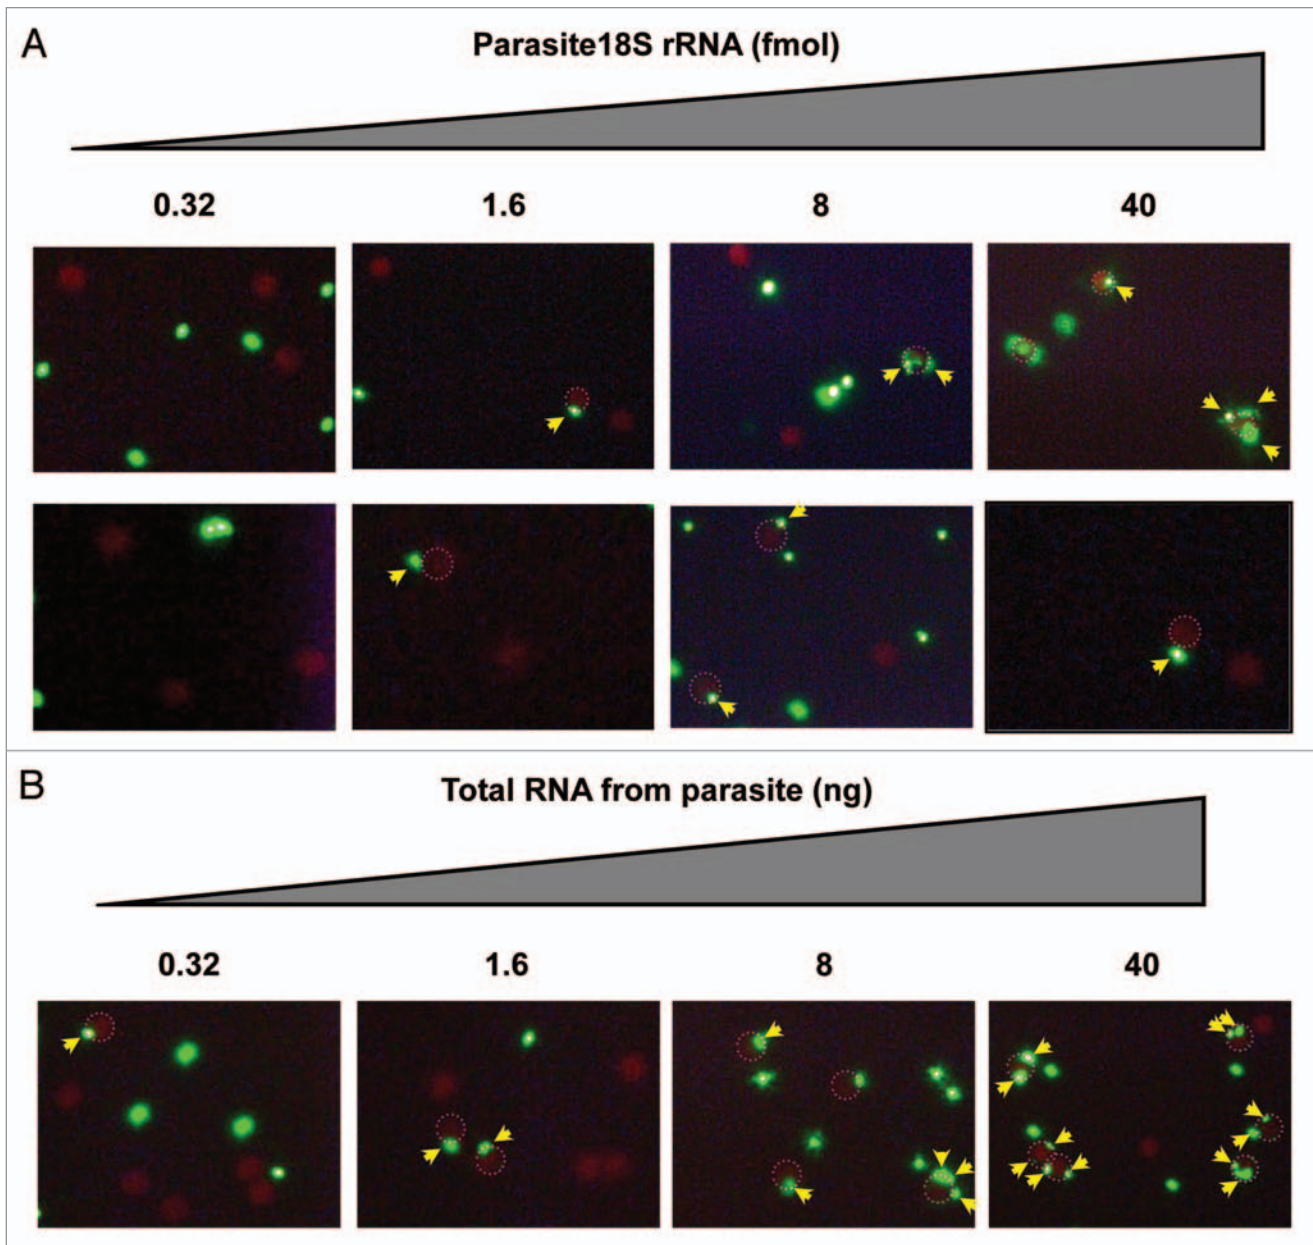 A
Parasite18S rRNA (fmol)
0.32 1.6 8 40
B
Total RNA from parasite (ng)
0.32 1.6 8 40